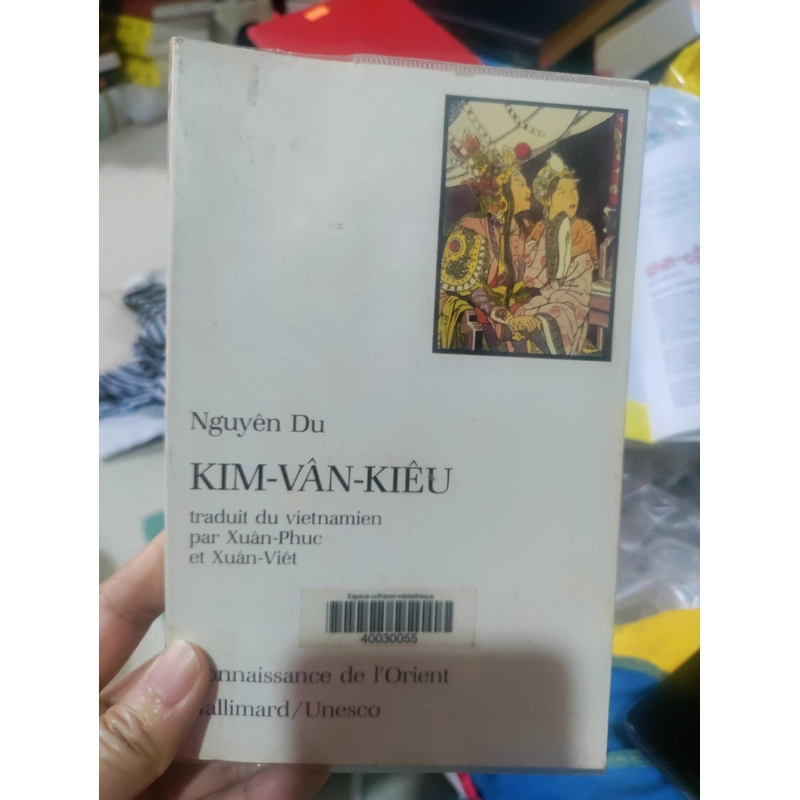 Nguyên Du
KIM-VÂN-KIÊU
traduit du vietnamien
par Xuân-Phuc
et Xuân-Viêt
40030055
onnaissance de l'Orient
allimard/Unesco